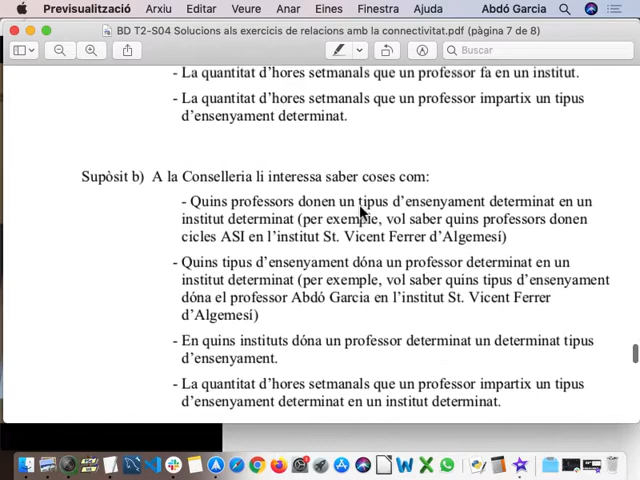 Previsualització Arxiu Editar Veure Anar Eines Finestra Ajuda Abdó Garcia
BD T2-S04 Solucions als exercicis de relacions amb la connectivitat.pdf (pàgina 7 de 8)
Buscar
- La quantitat d'hores setmanals que un professor fa en un institut.
- La quantitat d'hores setmanals que un professor impartix un tipus
d'ensenyament determinat.
Supòsit b) A la Conselleria li interessa saber coses com:
- Quins professors donen un tipus d'ensenyament determinat en un
institut determinat (per exemple, vol saber quins professors donen
cicles ASI en l'institut St. Vicent Ferrer d'Algemesí)
- Quins tipus d'ensenyament dóna un professor determinat en un
institut determinat (per exemple, vol saber quins tipus d'ensenyament
dóna el professor Abdó Garcia en l'institut St. Vicent Ferrer
d'Algemesí)
- En quins instituts dóna un professor determinat un determinat tipus
d'ensenyament.
- La quantitat d'hores setmanals que un professor impartix un tipus
d'ensenyament determinat en un institut determinat.